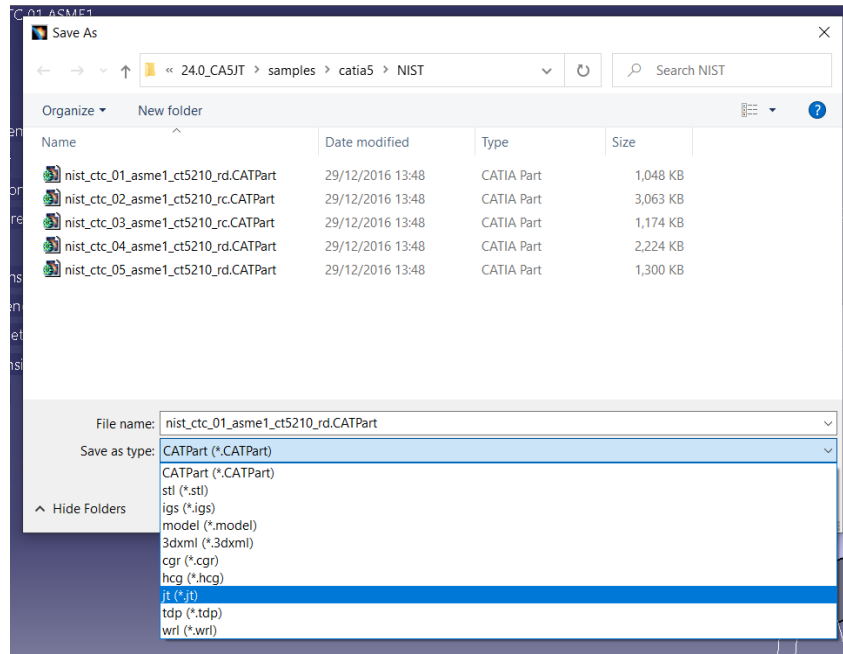 TC 01 ASME1
Save As
« 24.0_CA5JT > samples > catia5 > NIST
Search NIST
Organize
New folder
Name Date modified Type Size
nist_ctc_01_asme1_ct5210_rd.CATPart 29/12/2016 13:48 CATIA Part 1,048 KB
nist_ctc_02_asme1_ct5210_rc.CATPart 29/12/2016 13:48 CATIA Part 3,063 KB
nist_ctc_03_asme1_ct5210_rc.CATPart 29/12/2016 13:48 CATIA Part 1,174 KB
nist_ctc_04_asme1_ct5210_rd.CATPart 29/12/2016 13:48 CATIA Part 2,224 KB
nist_ctc_05_asme1_ct5210_rd.CATPart 29/12/2016 13:48 CATIA Part 1,300 KB
File name: nist_ctc_01_asme1_ct5210_rd.CATPart
Save as type: CATPart (*.CATPart)
CATPart (*.CATPart)
stl (*.stl)
igs (*.igs)
model (*.model)
3dxml (*.3dxml)
cgr (*.cgr)
hcg (*.hcg)
jt (*.jt)
tdp (*.tdp)
wrl (*.wrl)
Hide Folders